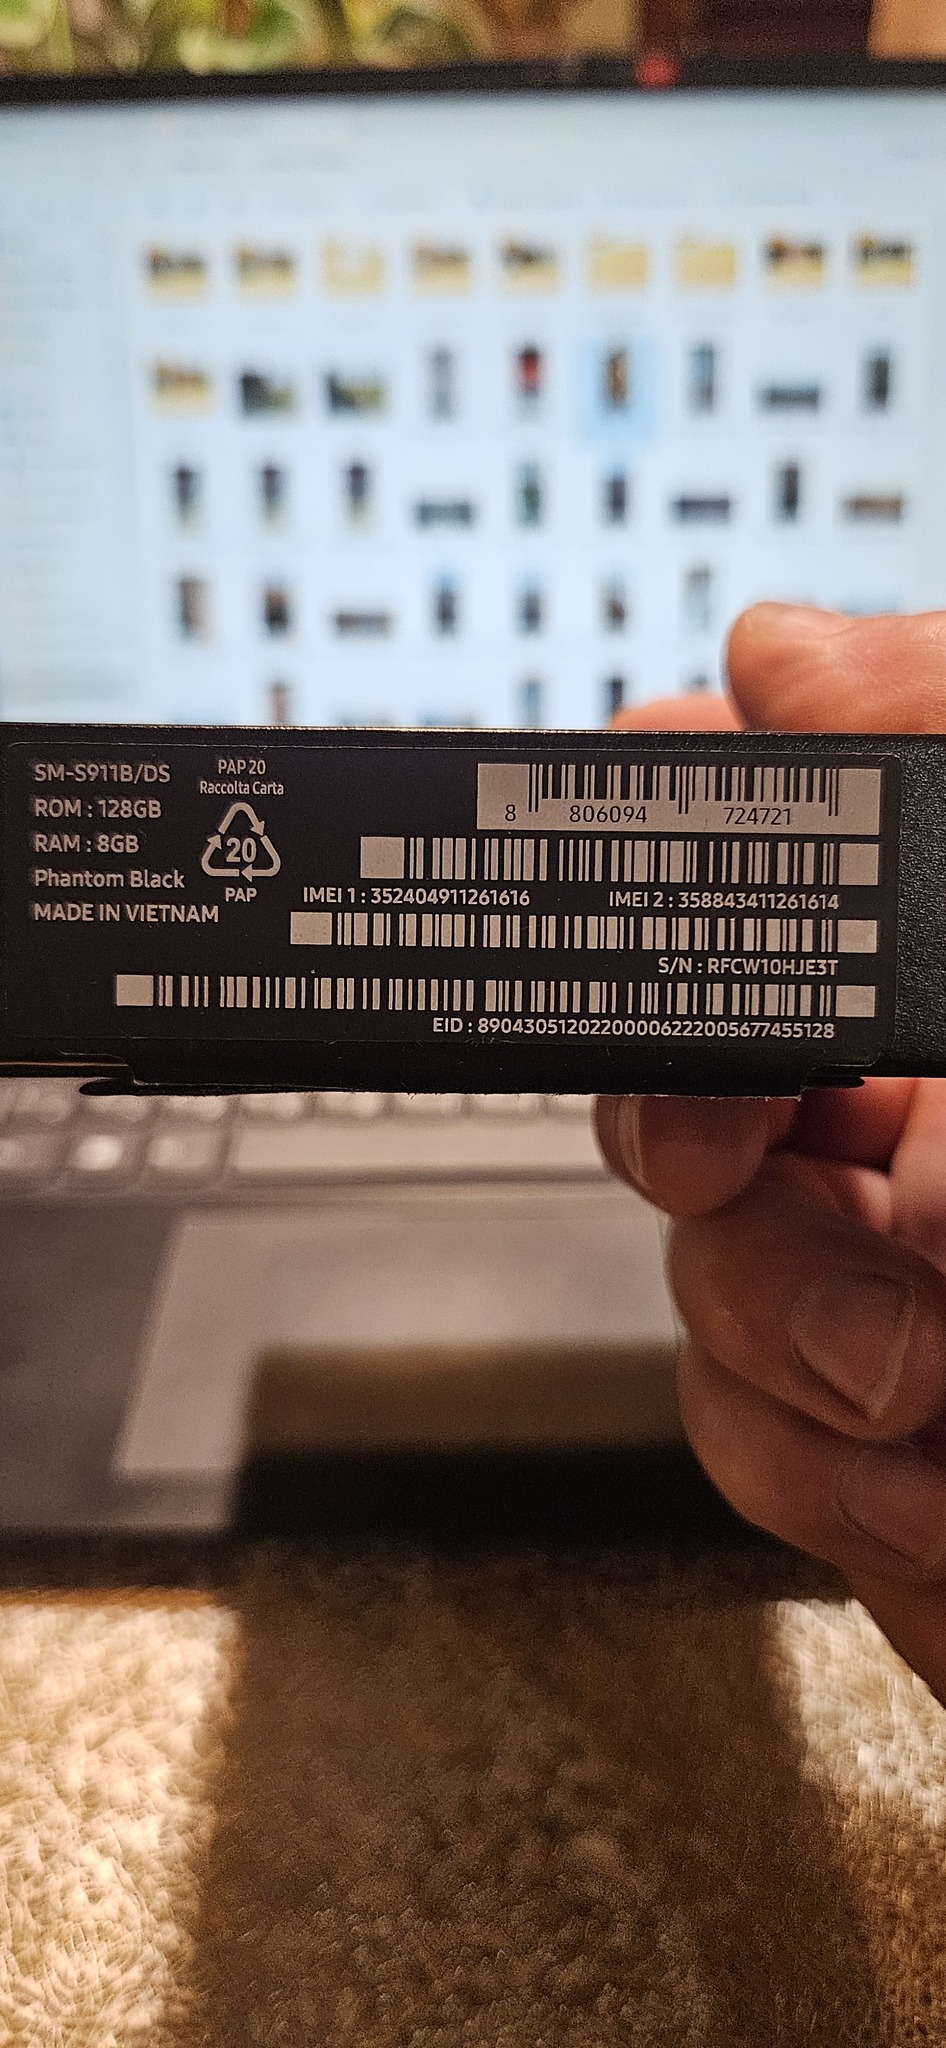 SM-S911B/DS
ROM : 128GB
RAM : 8GB
Phantom Black
MADE IN VIETNAM
PAP 20
Raccolta Carta
20
PAP
8 806094 724721
IMEI 1 : 352404911261616 IMEI 2 : 358843411261614
S/N : RFCW10HJE3T
EID : 89043051202200006222005677455128